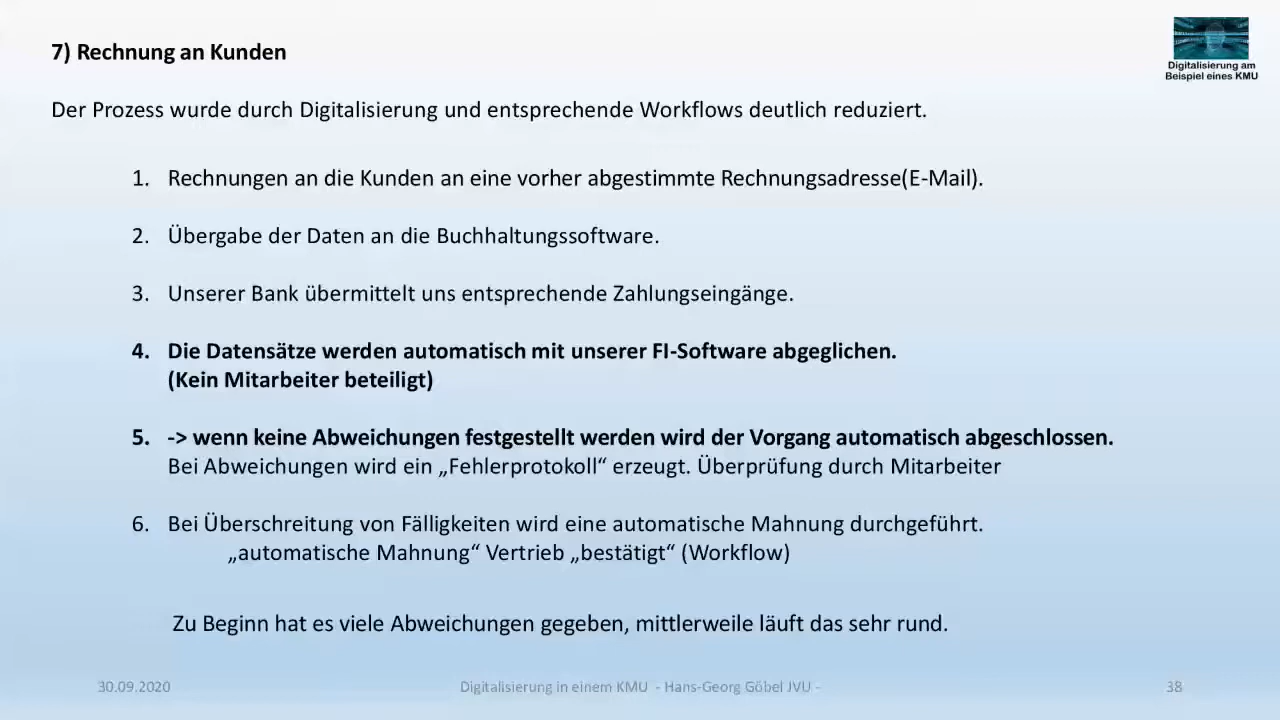 7) Rechnung an Kunden
Digitalisierung am
Beispiel eines KMU
Der Prozess wurde durch Digitalisierung und entsprechende Workflows deutlich reduziert.
1. Rechnungen an die Kunden an eine vorher abgestimmte Rechnungsadresse(E-Mail).
2. Übergabe der Daten an die Buchhaltungssoftware.
3. Unserer Bank übermittelt uns entsprechende Zahlungseingänge.
4. Die Datensätze werden automatisch mit unserer FI-Software abgeglichen.
(Kein Mitarbeiter beteiligt)
5. -> wenn keine Abweichungen festgestellt werden wird der Vorgang automatisch abgeschlossen.
Bei Abweichungen wird ein „Fehlerprotokoll“ erzeugt. Überprüfung durch Mitarbeiter
6. Bei Überschreitung von Fälligkeiten wird eine automatische Mahnung durchgeführt.
„automatische Mahnung“ Vertrieb „bestätigt“ (Workflow)
Zu Beginn hat es viele Abweichungen gegeben, mittlerweile läuft das sehr rund.
30.09.2020 Digitalisierung in einem KMU - Hans-Georg Göbel JVU - 38